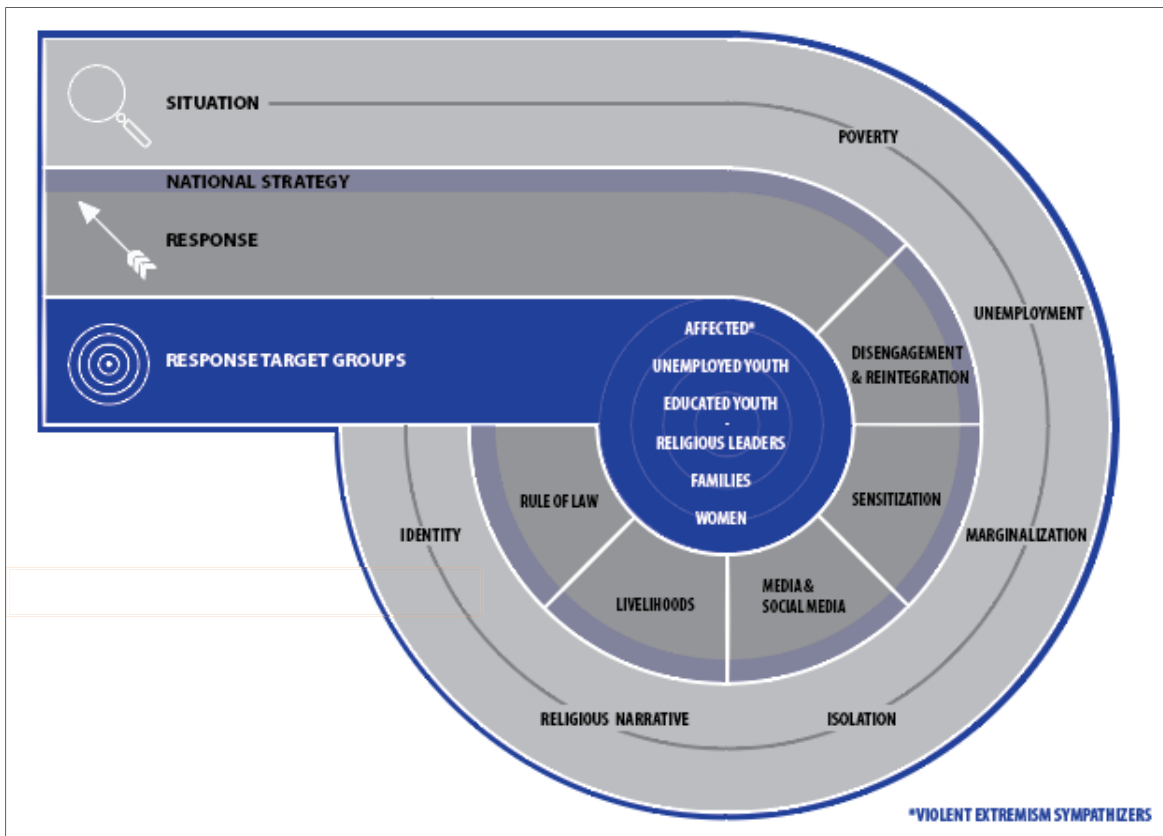 SITUATION
POVERTY
NATIONAL STRATEGY
RESPONSE
UNEMPLOYMENT
RESPONSE TARGET GROUPS
AFFECTED*
UNEMPLOYED YOUTH
EDUCATED YOUTH
-
RELIGIOUS LEADERS
FAMILIES
WOMEN
DISENGAGEMENT
& REINTEGRATION
SENSITIZATION
RULE OF LAW
IDENTITY
MARGINALIZATION
LIVELIHOODS
MEDIA &
SOCIAL MEDIA
RELIGIOUS NARRATIVE
ISOLATION
*VIOLENT EXTREMISM SYMPATHIZERS